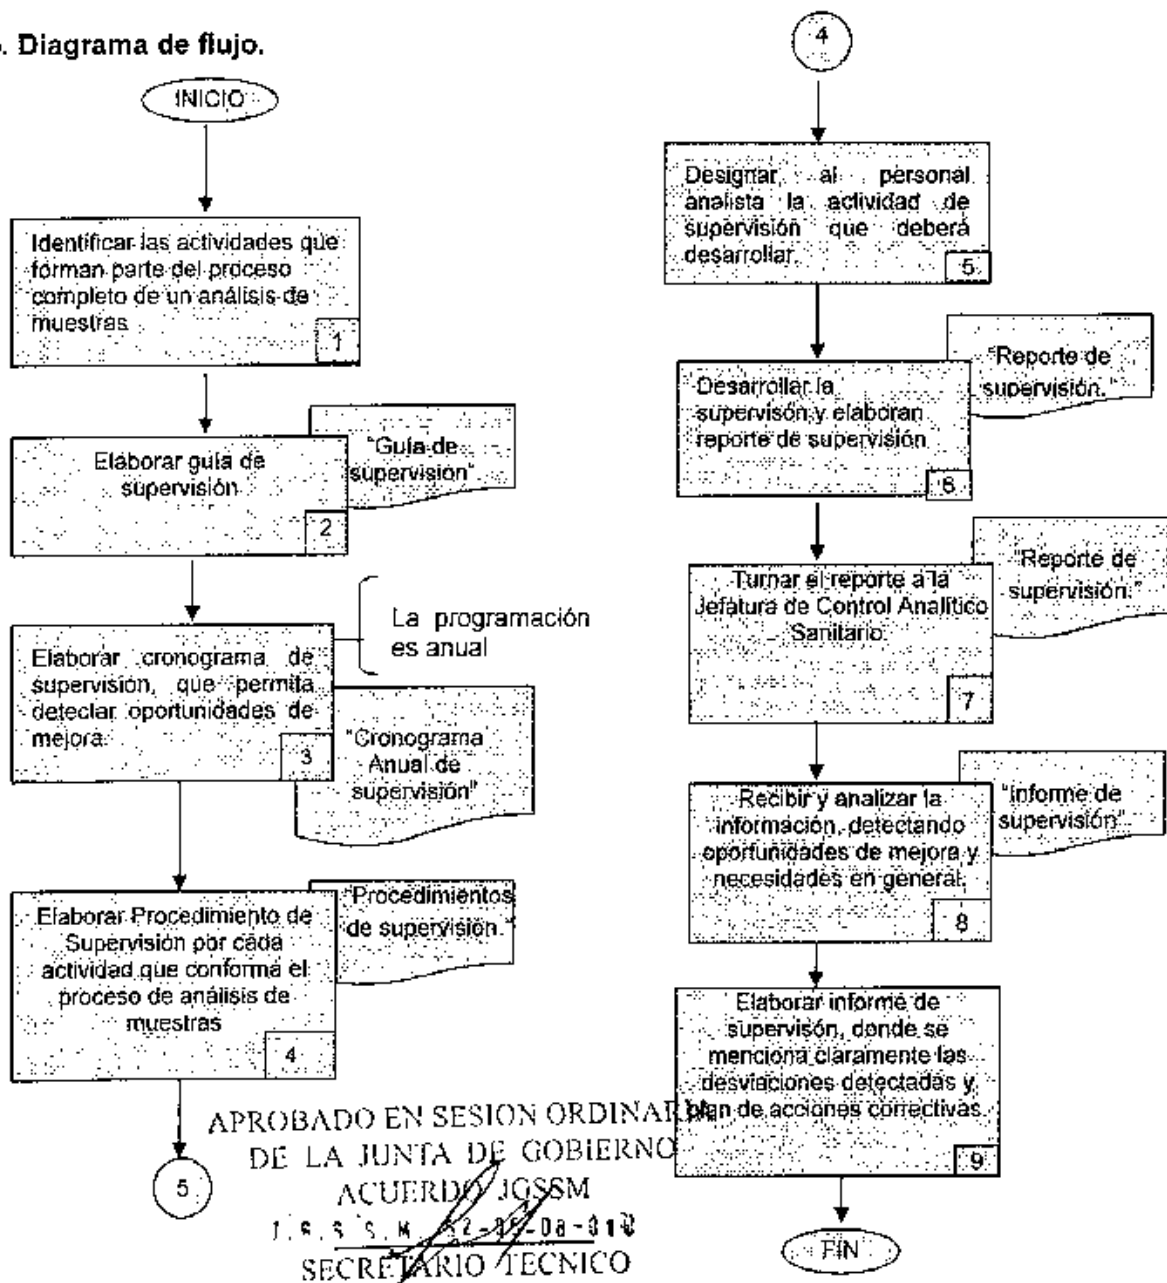 . Diagrama de flujo.
INICIO
Identificar las actividades que
forman parte del proceso
completo de un análisis de
muestras
1
Elaborar guía de
supervisión
2
"Guía de
supervisión"
La programación
es anual
Elaborar cronograma de
supervisión, que permita
detectar oportunidades de
mejora.
3
"Cronograma
Anual de
supervisión"
Elaborar Procedimiento de
Supervisión por cada
actividad que conforma el
proceso de análisis de
muestras
4
"Procedimientos
de supervisión."
5
4
Designar al personal
analista la actividad de
supervisión que deberá
desarrollar.
5
Desarrollar la
supervisón y elaboran
reporte de supervisión
6
"Reporte de
supervisión."
Turnar el reporte a la
Jefatura de Control Analítico
Sanitario.
7
"Reporte de
supervisión."
Recibir y analizar la
información, detectando
oportunidades de mejora y
necesidades en general.
8
"Informe de
supervisión"
Elaborar informe de
supervisón, donde se
menciona claramente las
desviaciones detectadas y
plan de acciones correctivas.
9
FIN
APROBADO EN SESION ORDINARIA
DE LA JUNTA DE GOBIERNO
ACUERDO JGSSM
SECRETARIO TECNICO